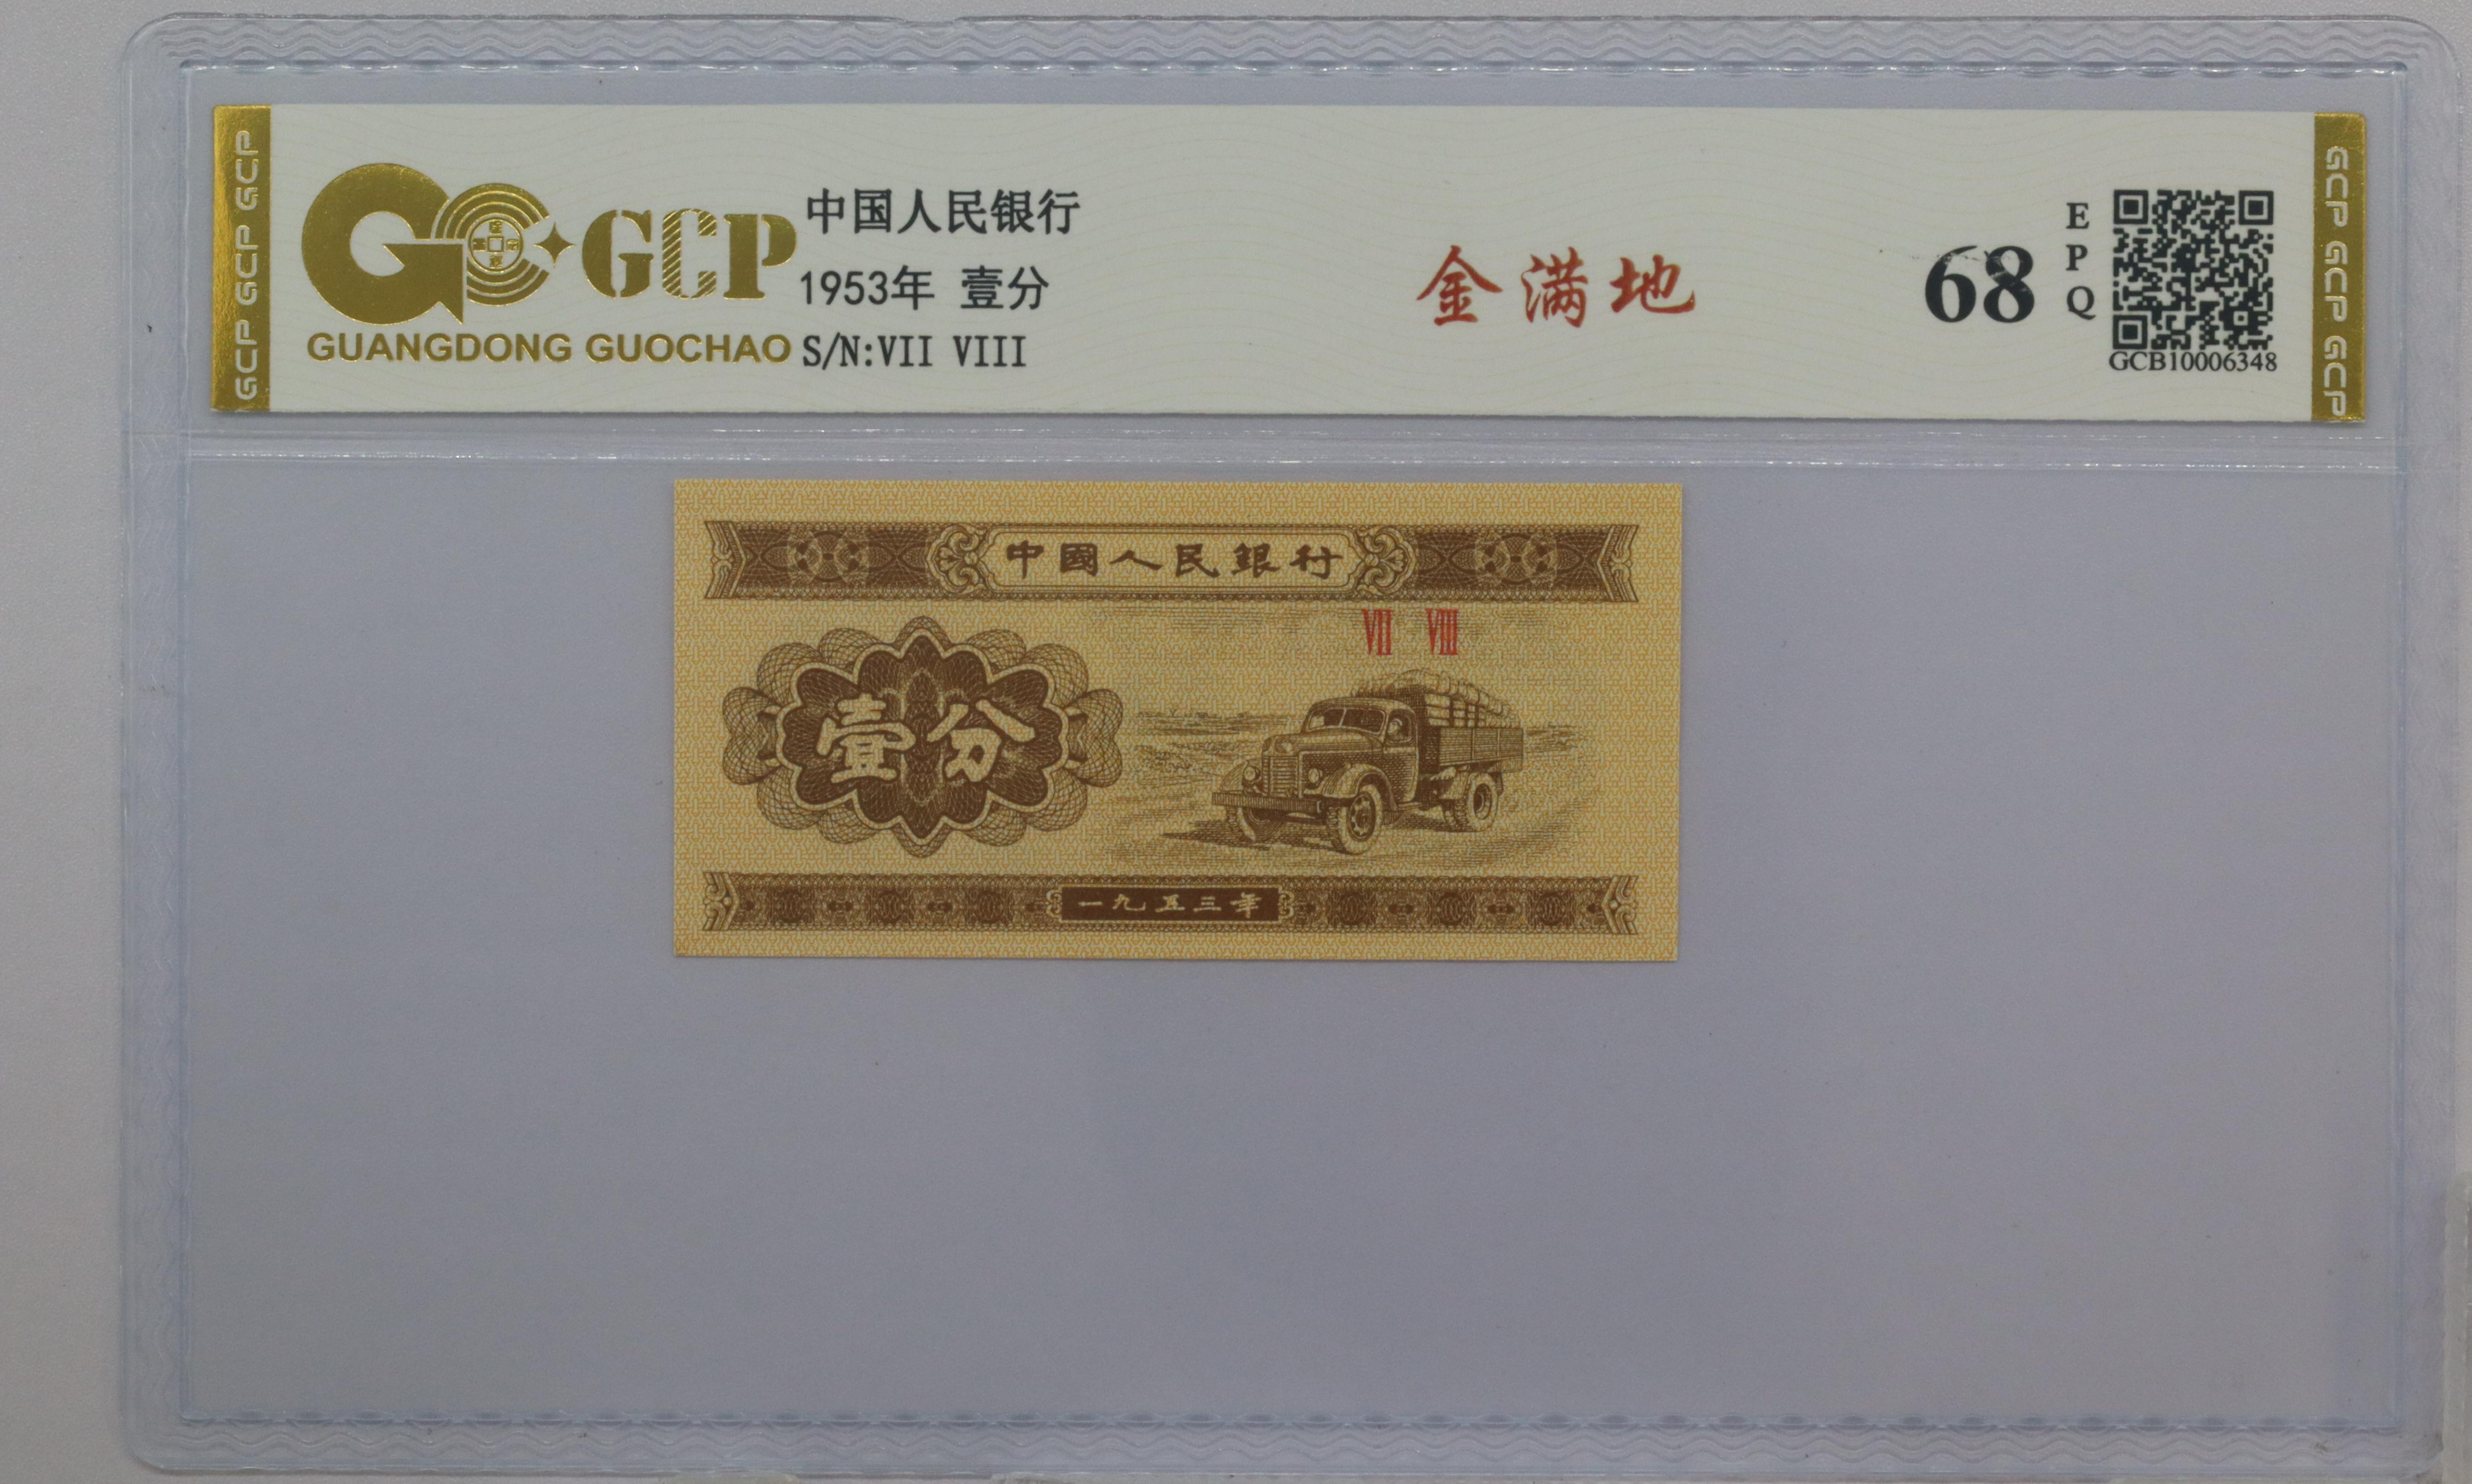 GCP GCP GCP
GCP
GUANGDONG GUOCHAO
中国人民银行
1953年 壹分
S/N:VII VIII
金满地
68
EPQ
GCB10006348
GCP GCP GCP
中國人民銀行
VII VIII
壹分
一九五三年